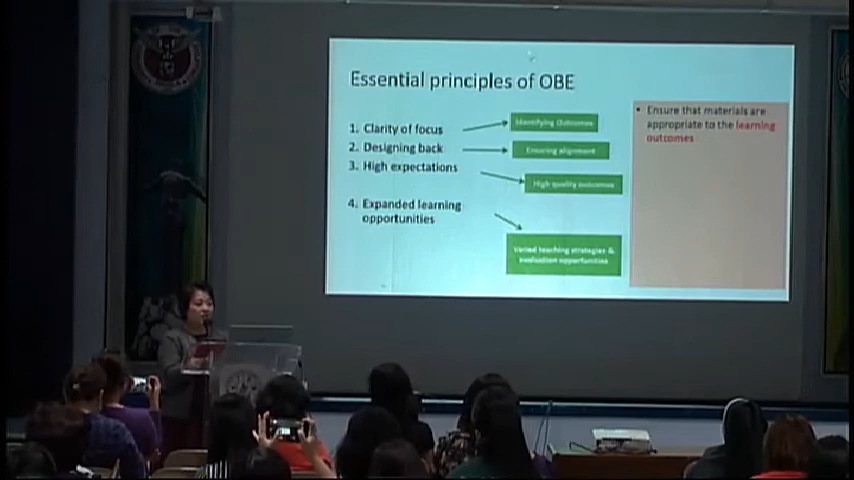 Essential principles of OBE
1. Clarity of focus
2. Designing back
3. High expectations
4. Expanded learning
opportunities
Identifying Outcomes
Ensuring alignment
High quality outcomes
Varied teaching strategies &
evaluation opportunities
• Ensure that materials are
appropriate to the learning
outcomes